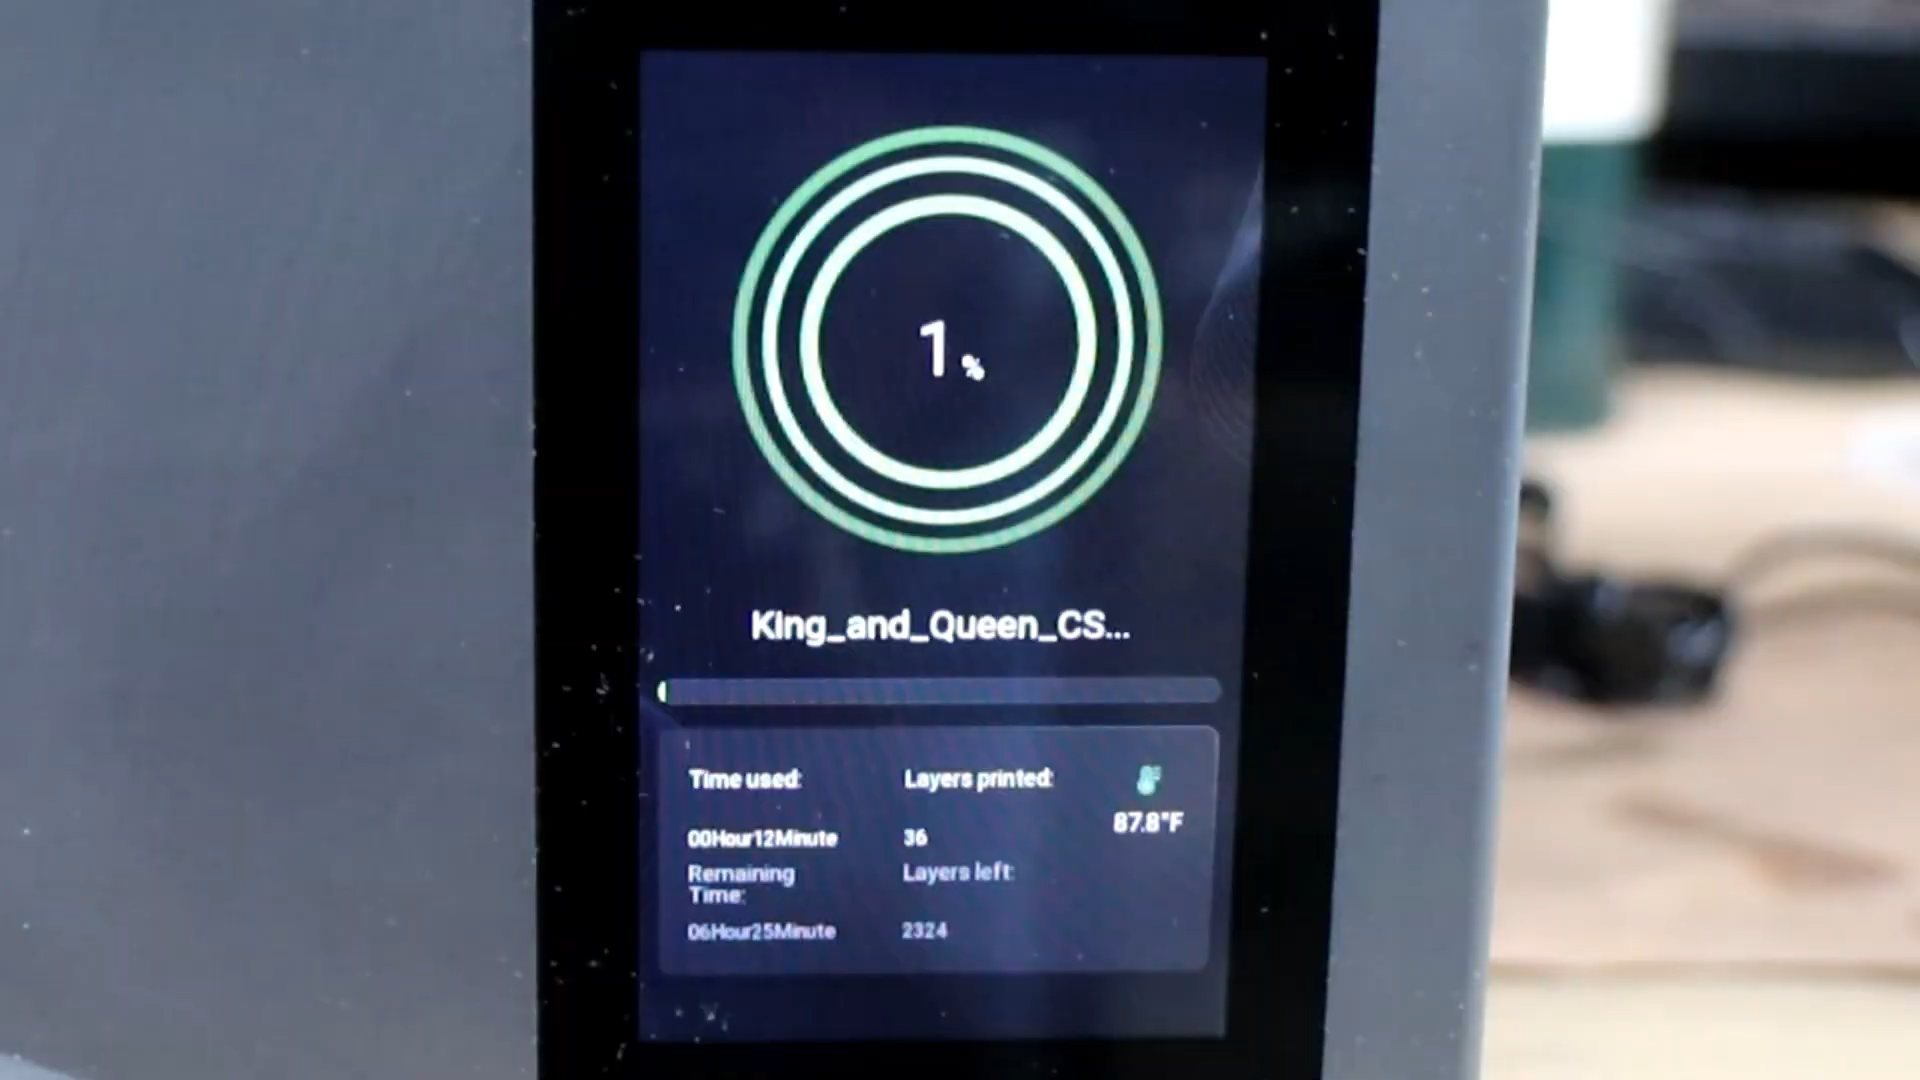 1%
King_and_Queen_CS...
Time used:
Layers printed:
87.8°F
00Hour12Minute
36
Remaining
Time:
Layers left:
06Hour25Minute
2324